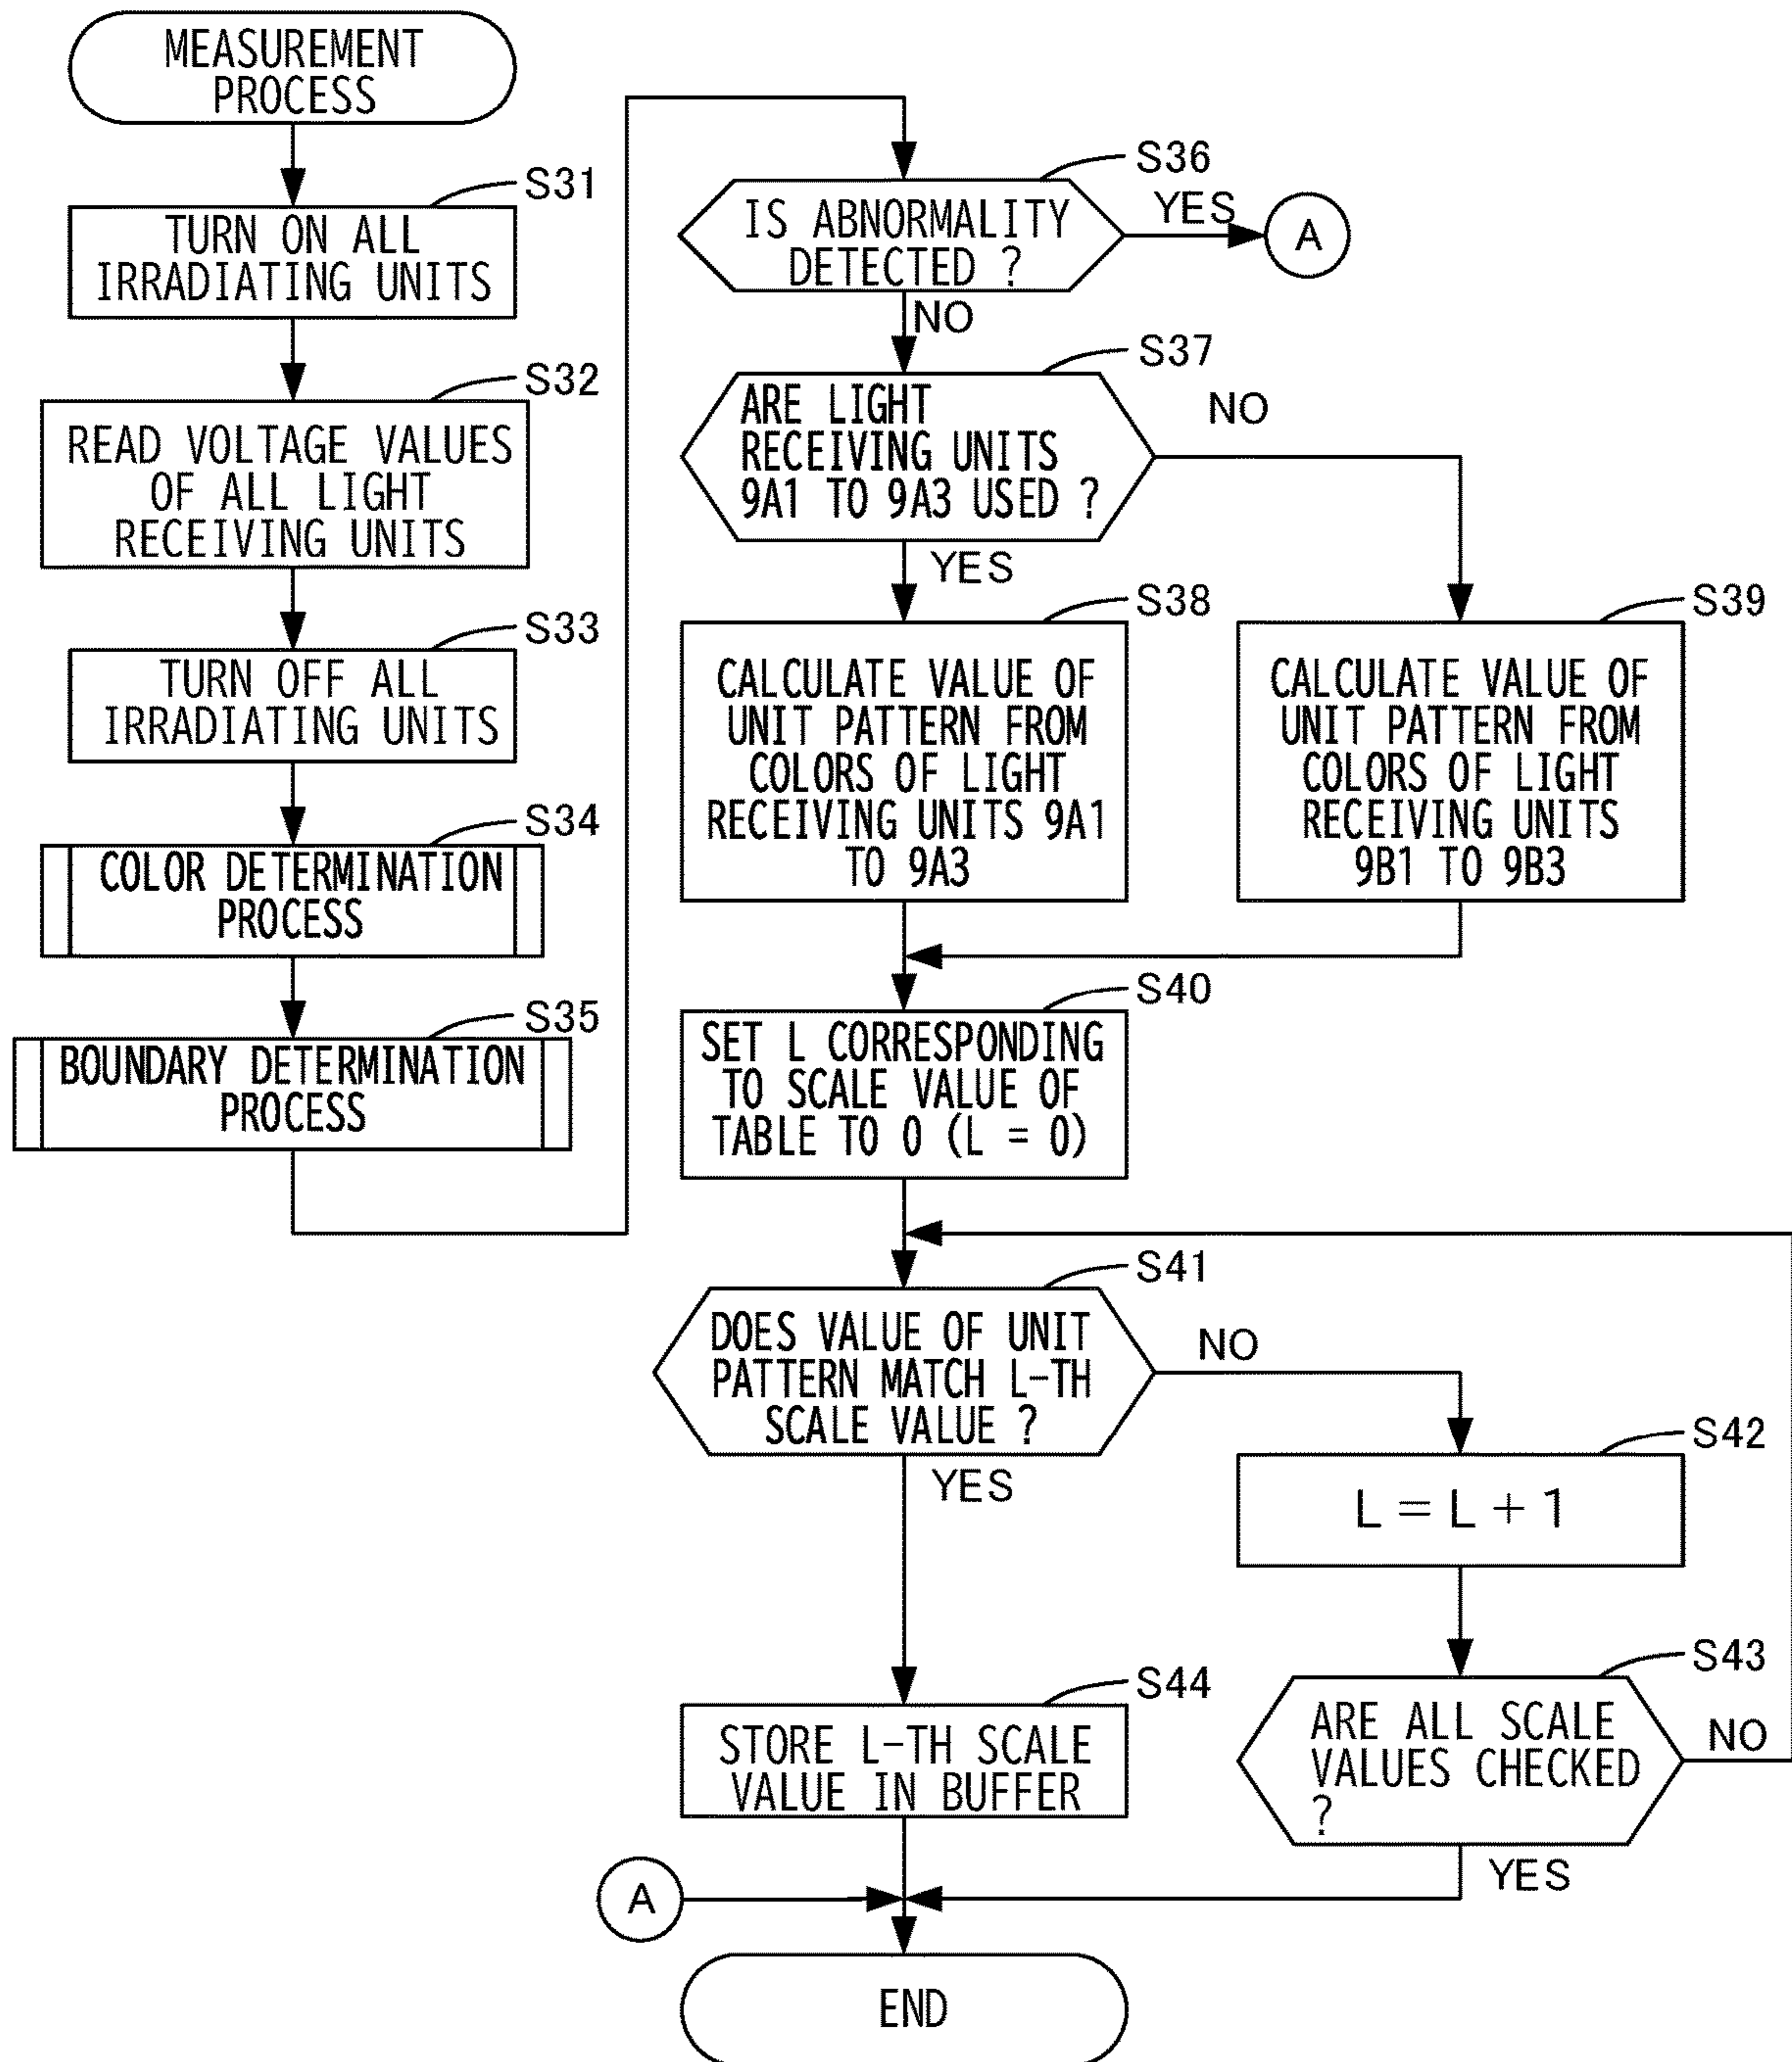 MEASUREMENT
PROCESS
S31
TURN ON ALL
IRRADIATING UNITS
S32
READ VOLTAGE VALUES
OF ALL LIGHT
RECEIVING UNITS
S33
TURN OFF ALL
IRRADIATING UNITS
S34
COLOR DETERMINATION
PROCESS
S35
BOUNDARY DETERMINATION
PROCESS
S36
IS ABNORMALITY
DETECTED ?
YES
A
NO
S37
ARE LIGHT
RECEIVING UNITS
9A1 TO 9A3 USED ?
NO
YES
S38
CALCULATE VALUE OF
UNIT PATTERN FROM
COLORS OF LIGHT
RECEIVING UNITS 9A1
TO 9A3
S39
CALCULATE VALUE OF
UNIT PATTERN FROM
COLORS OF LIGHT
RECEIVING UNITS
9B1 TO 9B3
S40
SET L CORRESPONDING
TO SCALE VALUE OF
TABLE TO 0 (L = 0)
S41
DOES VALUE OF UNIT
PATTERN MATCH L-TH
SCALE VALUE ?
NO
YES
S42
L = L + 1
S43
ARE ALL SCALE
VALUES CHECKED
?
NO
YES
S44
STORE L-TH SCALE
VALUE IN BUFFER
A
END